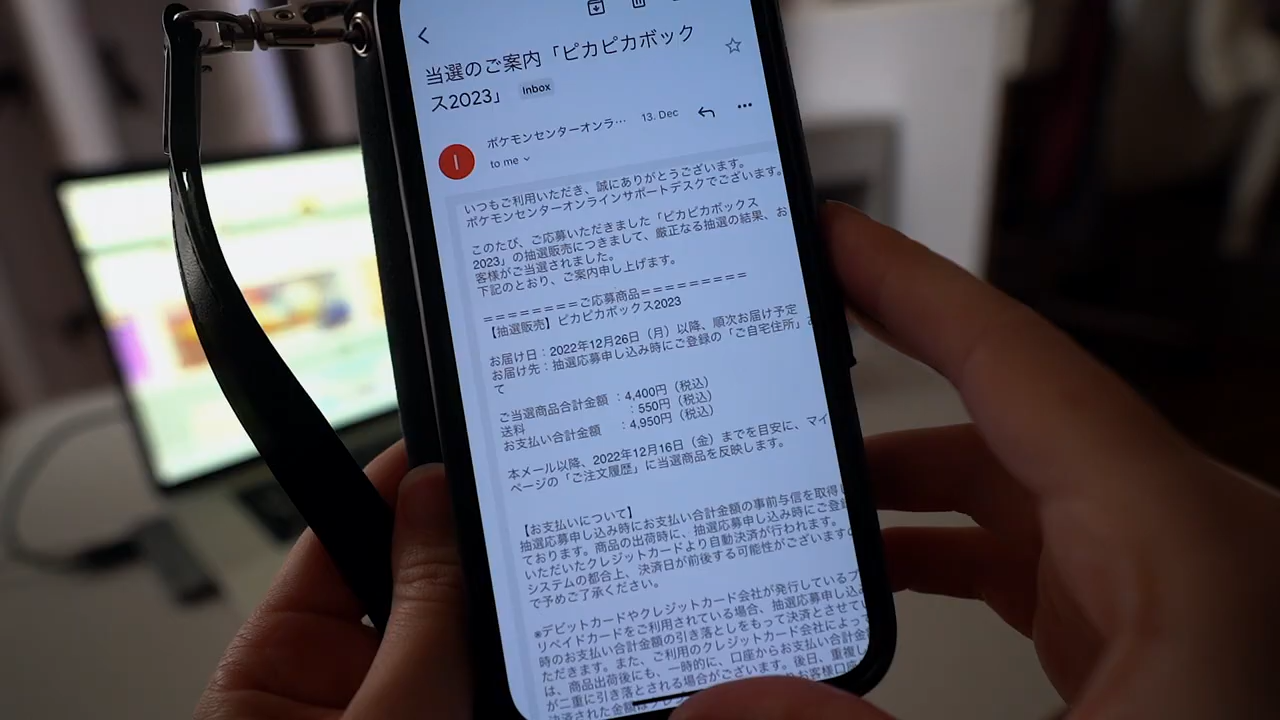 当選のご案内「ピカピカボック
ス2023」 Inbox
ポケモンセンターオンラ… 13. Dec
I
to me
いつもご利用いただき、誠にありがとうございます。
ポケモンセンターオンラインサポートデスクでございます。
このたび、ご応募いただきました「ピカピカボックス
2023」の抽選販売につきまして、厳正なる抽選の結果、お
客様がご当選されました。
下記のとおり、ご案内申し上げます。
========ご応募商品=========
【抽選販売】ピカピカボックス2023
お届け日：2022年12月26日（月）以降、順次お届け予定
お届け先：抽選応募申し込み時にご登録の「ご自宅住所」
て
ご当選商品合計金額 ：4,400円（税込）
送料 ：550円（税込）
お支払い合計金額 ：4,950円（税込）
本メール以降、2022年12月16日（金）までを目安に、マイ
ページの「ご注文履歴」に当選商品を反映します。
【お支払いについて】
抽選応募申し込み時にお支払い合計金額の事前与信を取得し
ております。商品の出荷時に、抽選応募申し込み時にご登録
いただいたクレジットカードより自動決済が行われます。
システムの都合上、決済日が前後する可能性がございますの
で予めご了承ください。
※デビットカードやクレジットカード会社が発行しているプ
リペイドカードをご利用されている場合、抽選応募申し込み
時のお支払い合計金額の引き落としをもって決済とさせてい
ただきます。また、ご利用のクレジットカード会社によって
は、商品出荷後にも、一時的に、口座からお支払い合計金
が二重に引き落とされる場合がございます。後日、重複し
お客様口座
決済された金額は